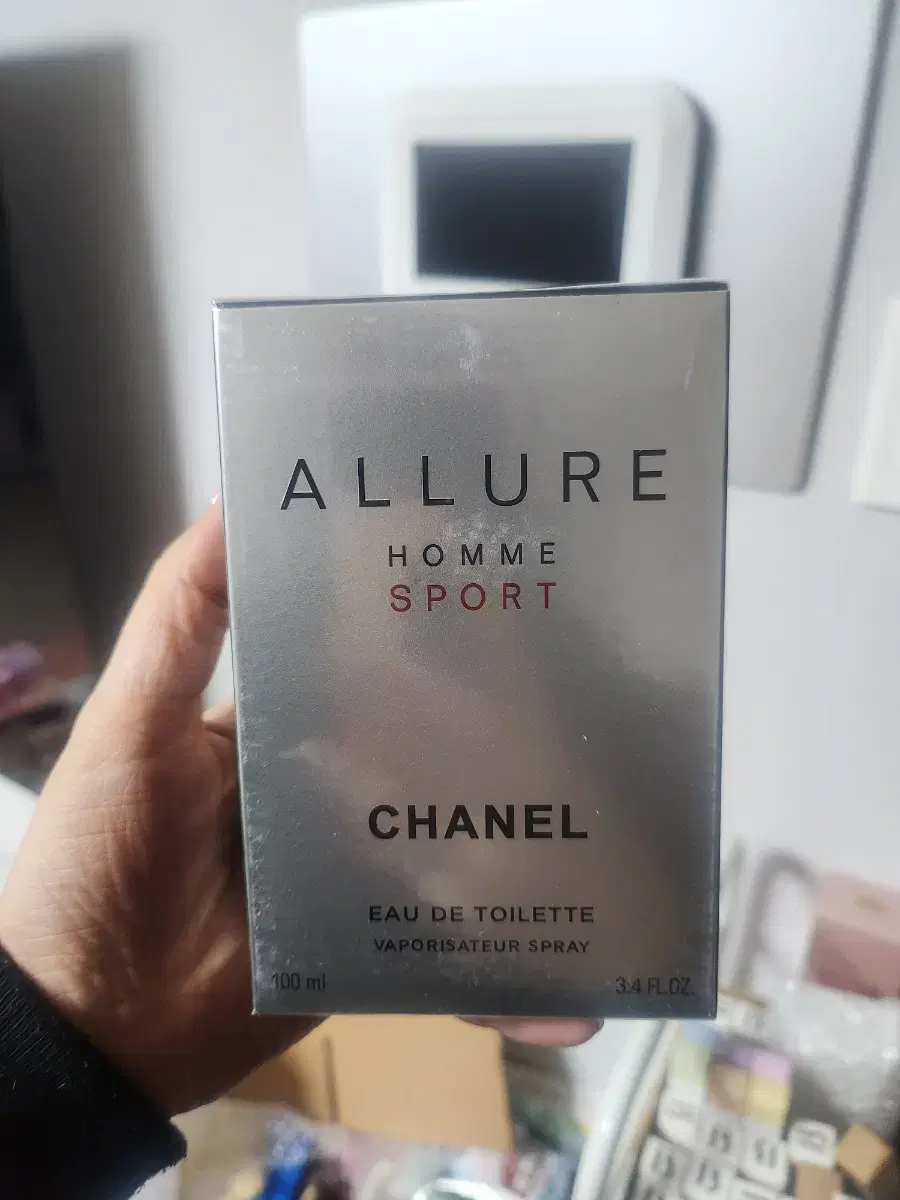 ALLURE
HOMME
SPORT
CHANEL
EAU DE TOILETTE
VAPORISATEUR SPRAY
100 ml 3.4 FL.OZ.